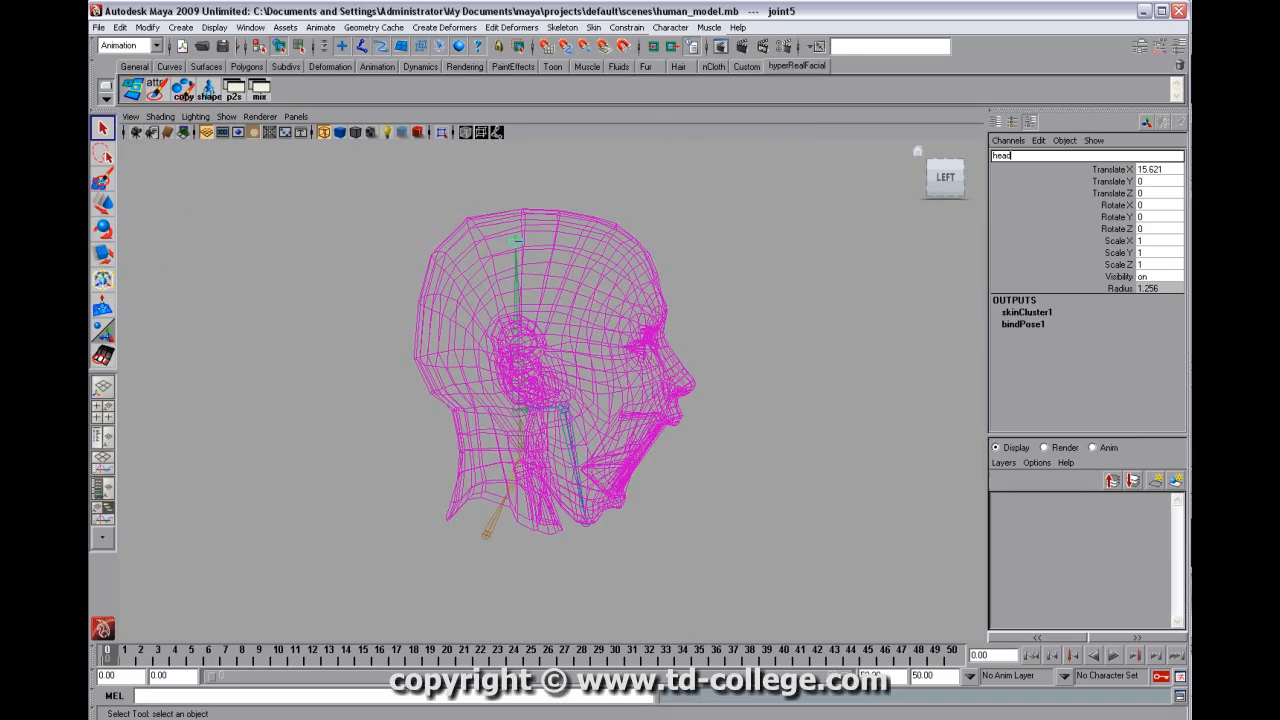 Autodesk Maya 2009 Unlimited: C:\Documents and Settings\Administrator\My Documents\maya\projects\default\scenes\human_model.mb --- joint5
File Edit Modify Create Display Window Assets Animate Geometry Cache Create Deformers Edit Deformers Skeleton Skin Constrain Character Muscle Help
Animation
General Curves Surfaces Polygons Subdivs Deformation Animation Dynamics Rendering PaintEffects Toon Muscle Fluids Fur Hair nCloth Custom hyperRealFacial
attr
copy shape p2s mix
View Shading Lighting Show Renderer Panels
Channels Edit Object Show
head
LEFT
Translate X 15.621
Translate Y 0
Translate Z 0
Rotate X 0
Rotate Y 0
Rotate Z 0
Scale X 1
Scale Y 1
Scale Z 1
Visibility on
Radius 1.256
OUTPUTS
skinCluster1
bindPose1
Display Render Anim
Layers Options Help
<< >>
0 1 2 3 4 5 6 7 8 9 10 11 12 13 14 15 16 17 18 19 20 21 22 23 24 25 26 27 28 29 30 31 32 33 34 35 36 37 38 39 40 41 42 43 44 45 46 47 48 49 50 0.00
0.00 0.00 50.00 50.00 No Anim Layer No Character Set
copyright © www.td-college.com
MEL
Select Tool: select an object